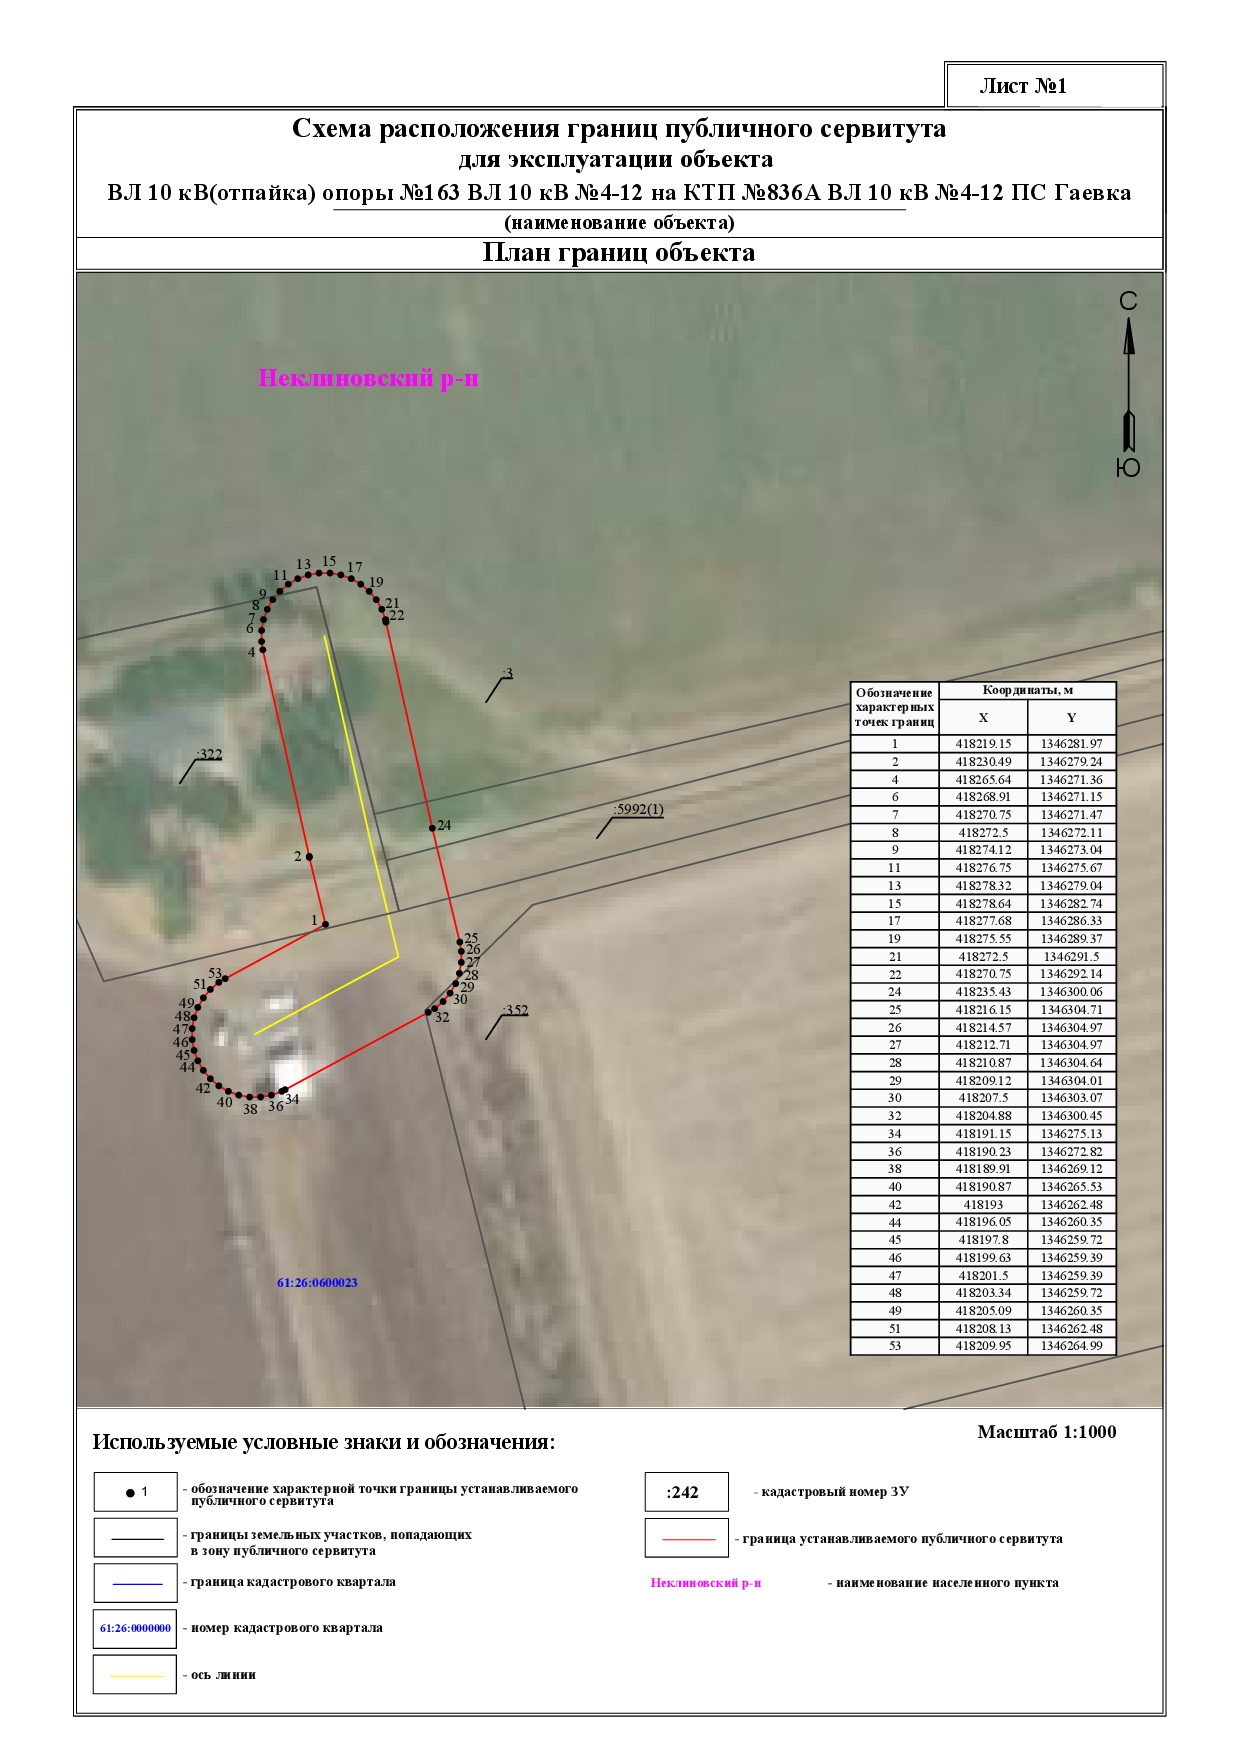 Лист №1
Схема расположения границ публичного сервитута
для эксплуатации объекта
ВЛ 10 кВ(отпайка) опоры №163 ВЛ 10 кВ №4-12 на КТП №836А ВЛ 10 кВ №4-12 ПС Гаевка
(наименование объекта)
План границ объекта
С
Ю
Неклиновский р-н
13 15
11 17
9 19
8 21
7 22
6
4
:3
:322
:5992(1)
24
2
1
25
26
53 27
51 28
49 29
48 30
47 32
46
45
44
42
40
38
36
34
:352
61:26:0600023
Обозначение характерных точек границ Координаты, м
X Y
1 418219.15 1346281.97
2 418230.49 1346279.24
4 418265.64 1346271.36
6 418268.91 1346271.15
7 418270.75 1346271.47
8 418272.5 1346272.11
9 418274.12 1346273.04
11 418276.75 1346275.67
13 418278.32 1346279.04
15 418278.64 1346282.74
17 418277.68 1346286.33
19 418275.55 1346289.37
21 418272.5 1346291.5
22 418270.75 1346292.14
24 418235.43 1346300.06
25 418216.15 1346304.71
26 418214.57 1346304.97
27 418212.71 1346304.97
28 418210.87 1346304.64
29 418209.12 1346304.01
30 418207.5 1346303.07
32 418204.88 1346300.45
34 418191.15 1346275.13
36 418190.23 1346272.82
38 418189.91 1346269.12
40 418190.87 1346265.53
42 418193 1346262.48
44 418196.05 1346260.35
45 418197.8 1346259.72
46 418199.63 1346259.39
47 418201.5 1346259.39
48 418203.34 1346259.72
49 418205.09 1346260.35
51 418208.13 1346262.48
53 418209.95 1346264.99
Масштаб 1:1000
Используемые условные знаки и обозначения:
1 - обозначение характерной точки границы устанавливаемого
публичного сервитута
- границы земельных участков, попадающих
в зону публичного сервитута
- граница кадастрового квартала
61:26:0000000 - номер кадастрового квартала
- ось линии
:242 - кадастровый номер ЗУ
- граница устанавливаемого публичного сервитута
Неклиновский р-н - наименование населенного пункта